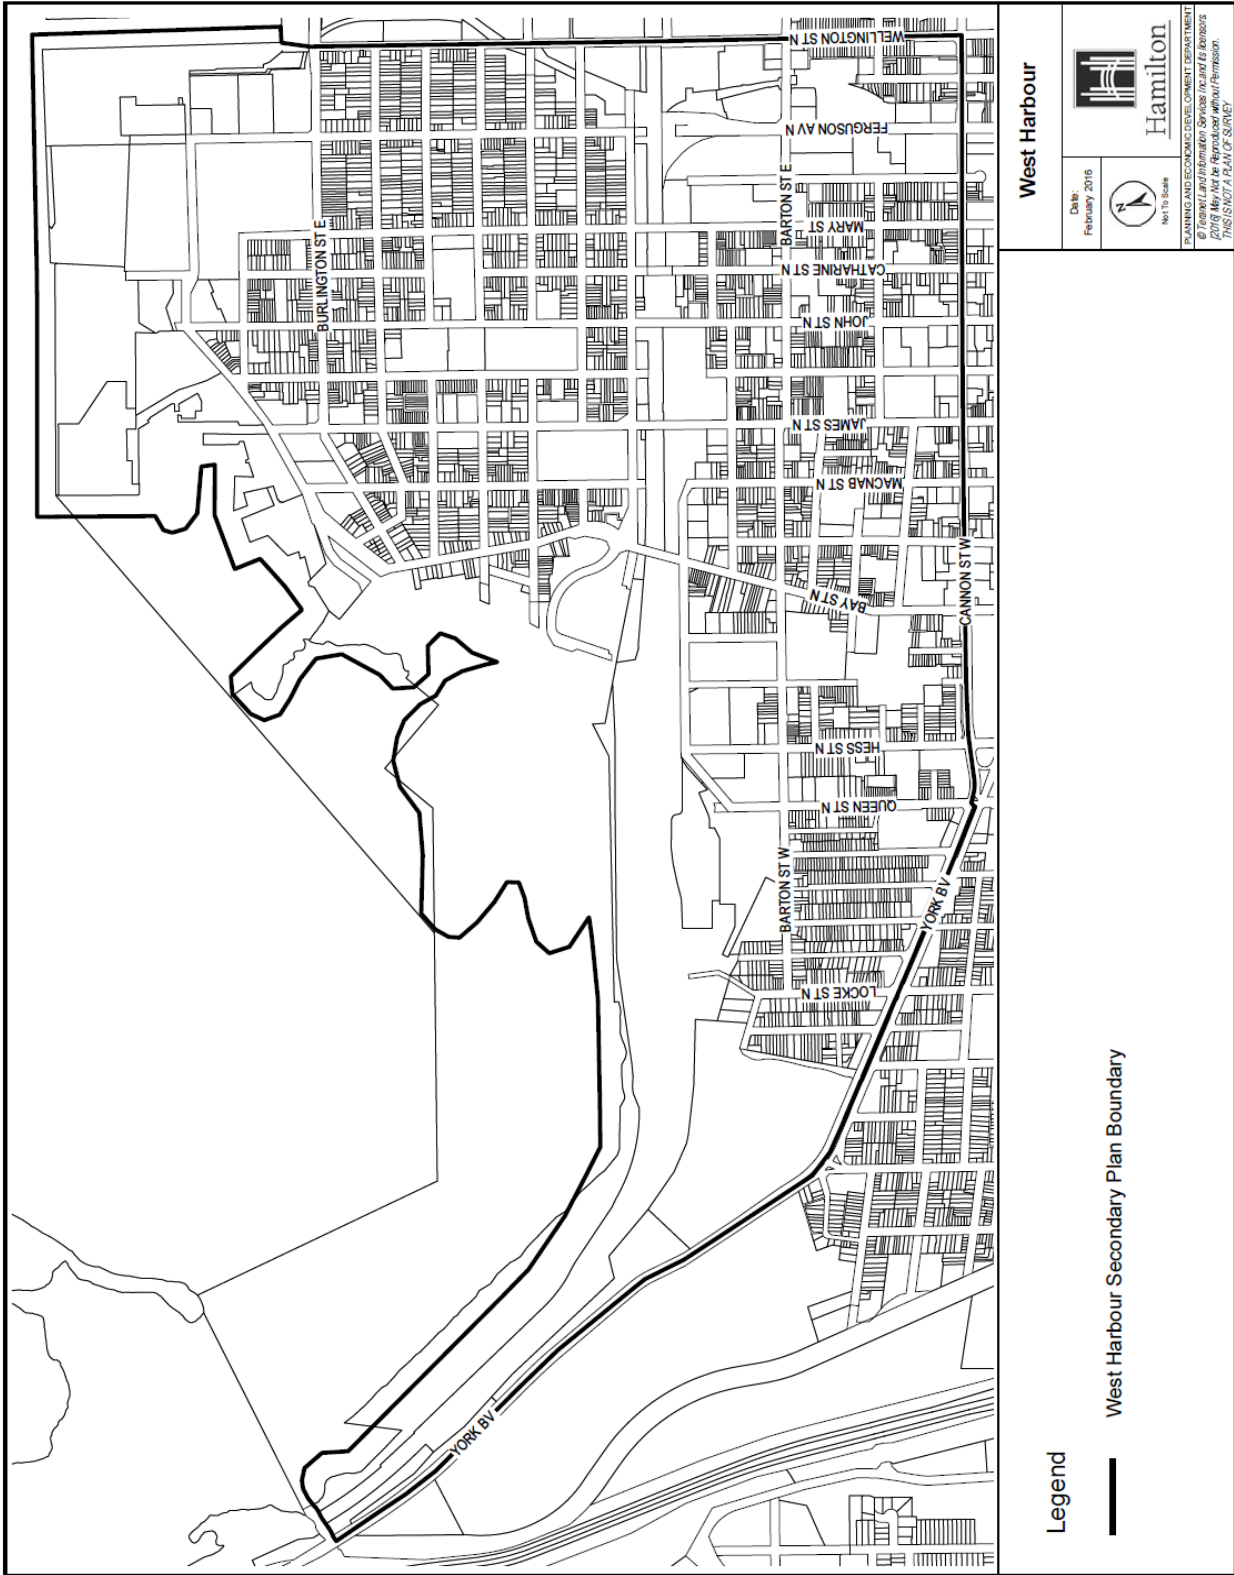 WELLINGTON ST N
FERGUSON AV N
BARTON ST E
MARY ST
BURLINGTON ST E
CATHARINE ST N
JOHN ST N
JAMES ST N
MACNAB ST N
CANNON ST W
BAY ST N
HESS ST N
QUEEN ST N
BARTON ST W
YORK BV
LOCKE ST N
YORK BV
Legend
West Harbour Secondary Plan Boundary
West Harbour
Date:
February 2016
N
Not To Scale
Hamilton
PLANNING AND ECONOMIC DEVELOPMENT DEPARTMENT
© Teranet Land Information Services Inc. and its licensors.
[2016] May Not be Reproduced without Permission.
THIS IS NOT A PLAN OF SURVEY